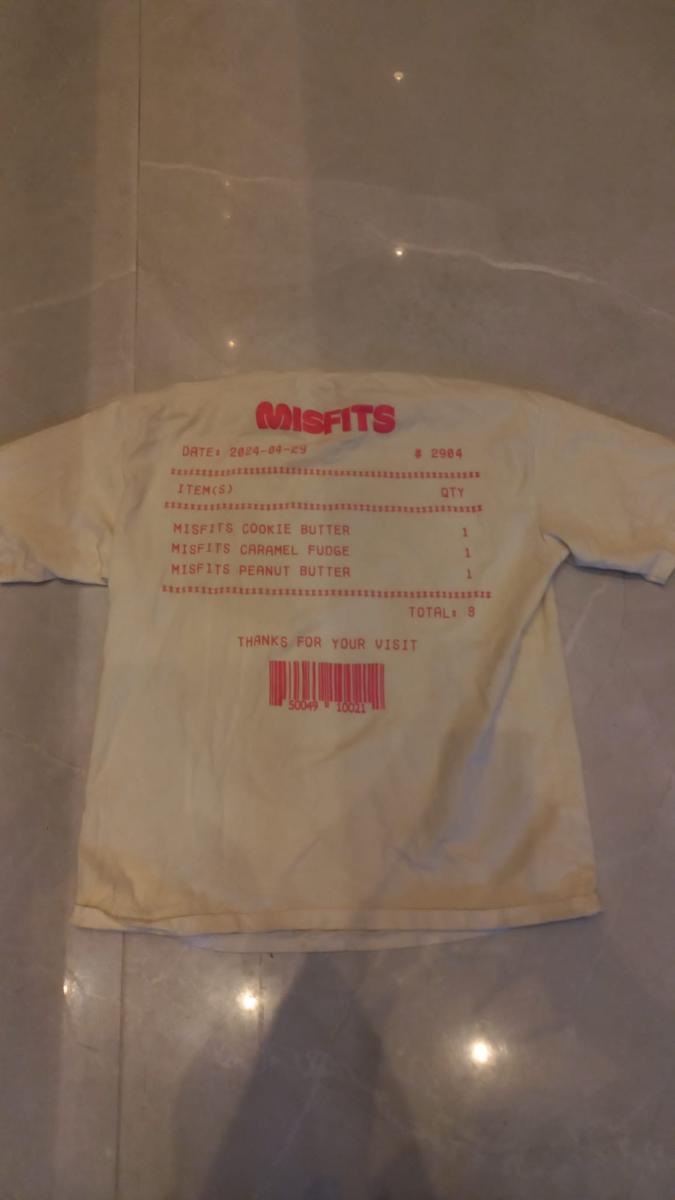 MISFITS
DATE: 2024-04-29 # 2904
ITEM(S) QTY
MISFITS COOKIE BUTTER 1
MISFITS CARAMEL FUDGE 1
MISFITS PEANUT BUTTER 1
TOTAL: 9
THANKS FOR YOUR VISIT
50049 10021